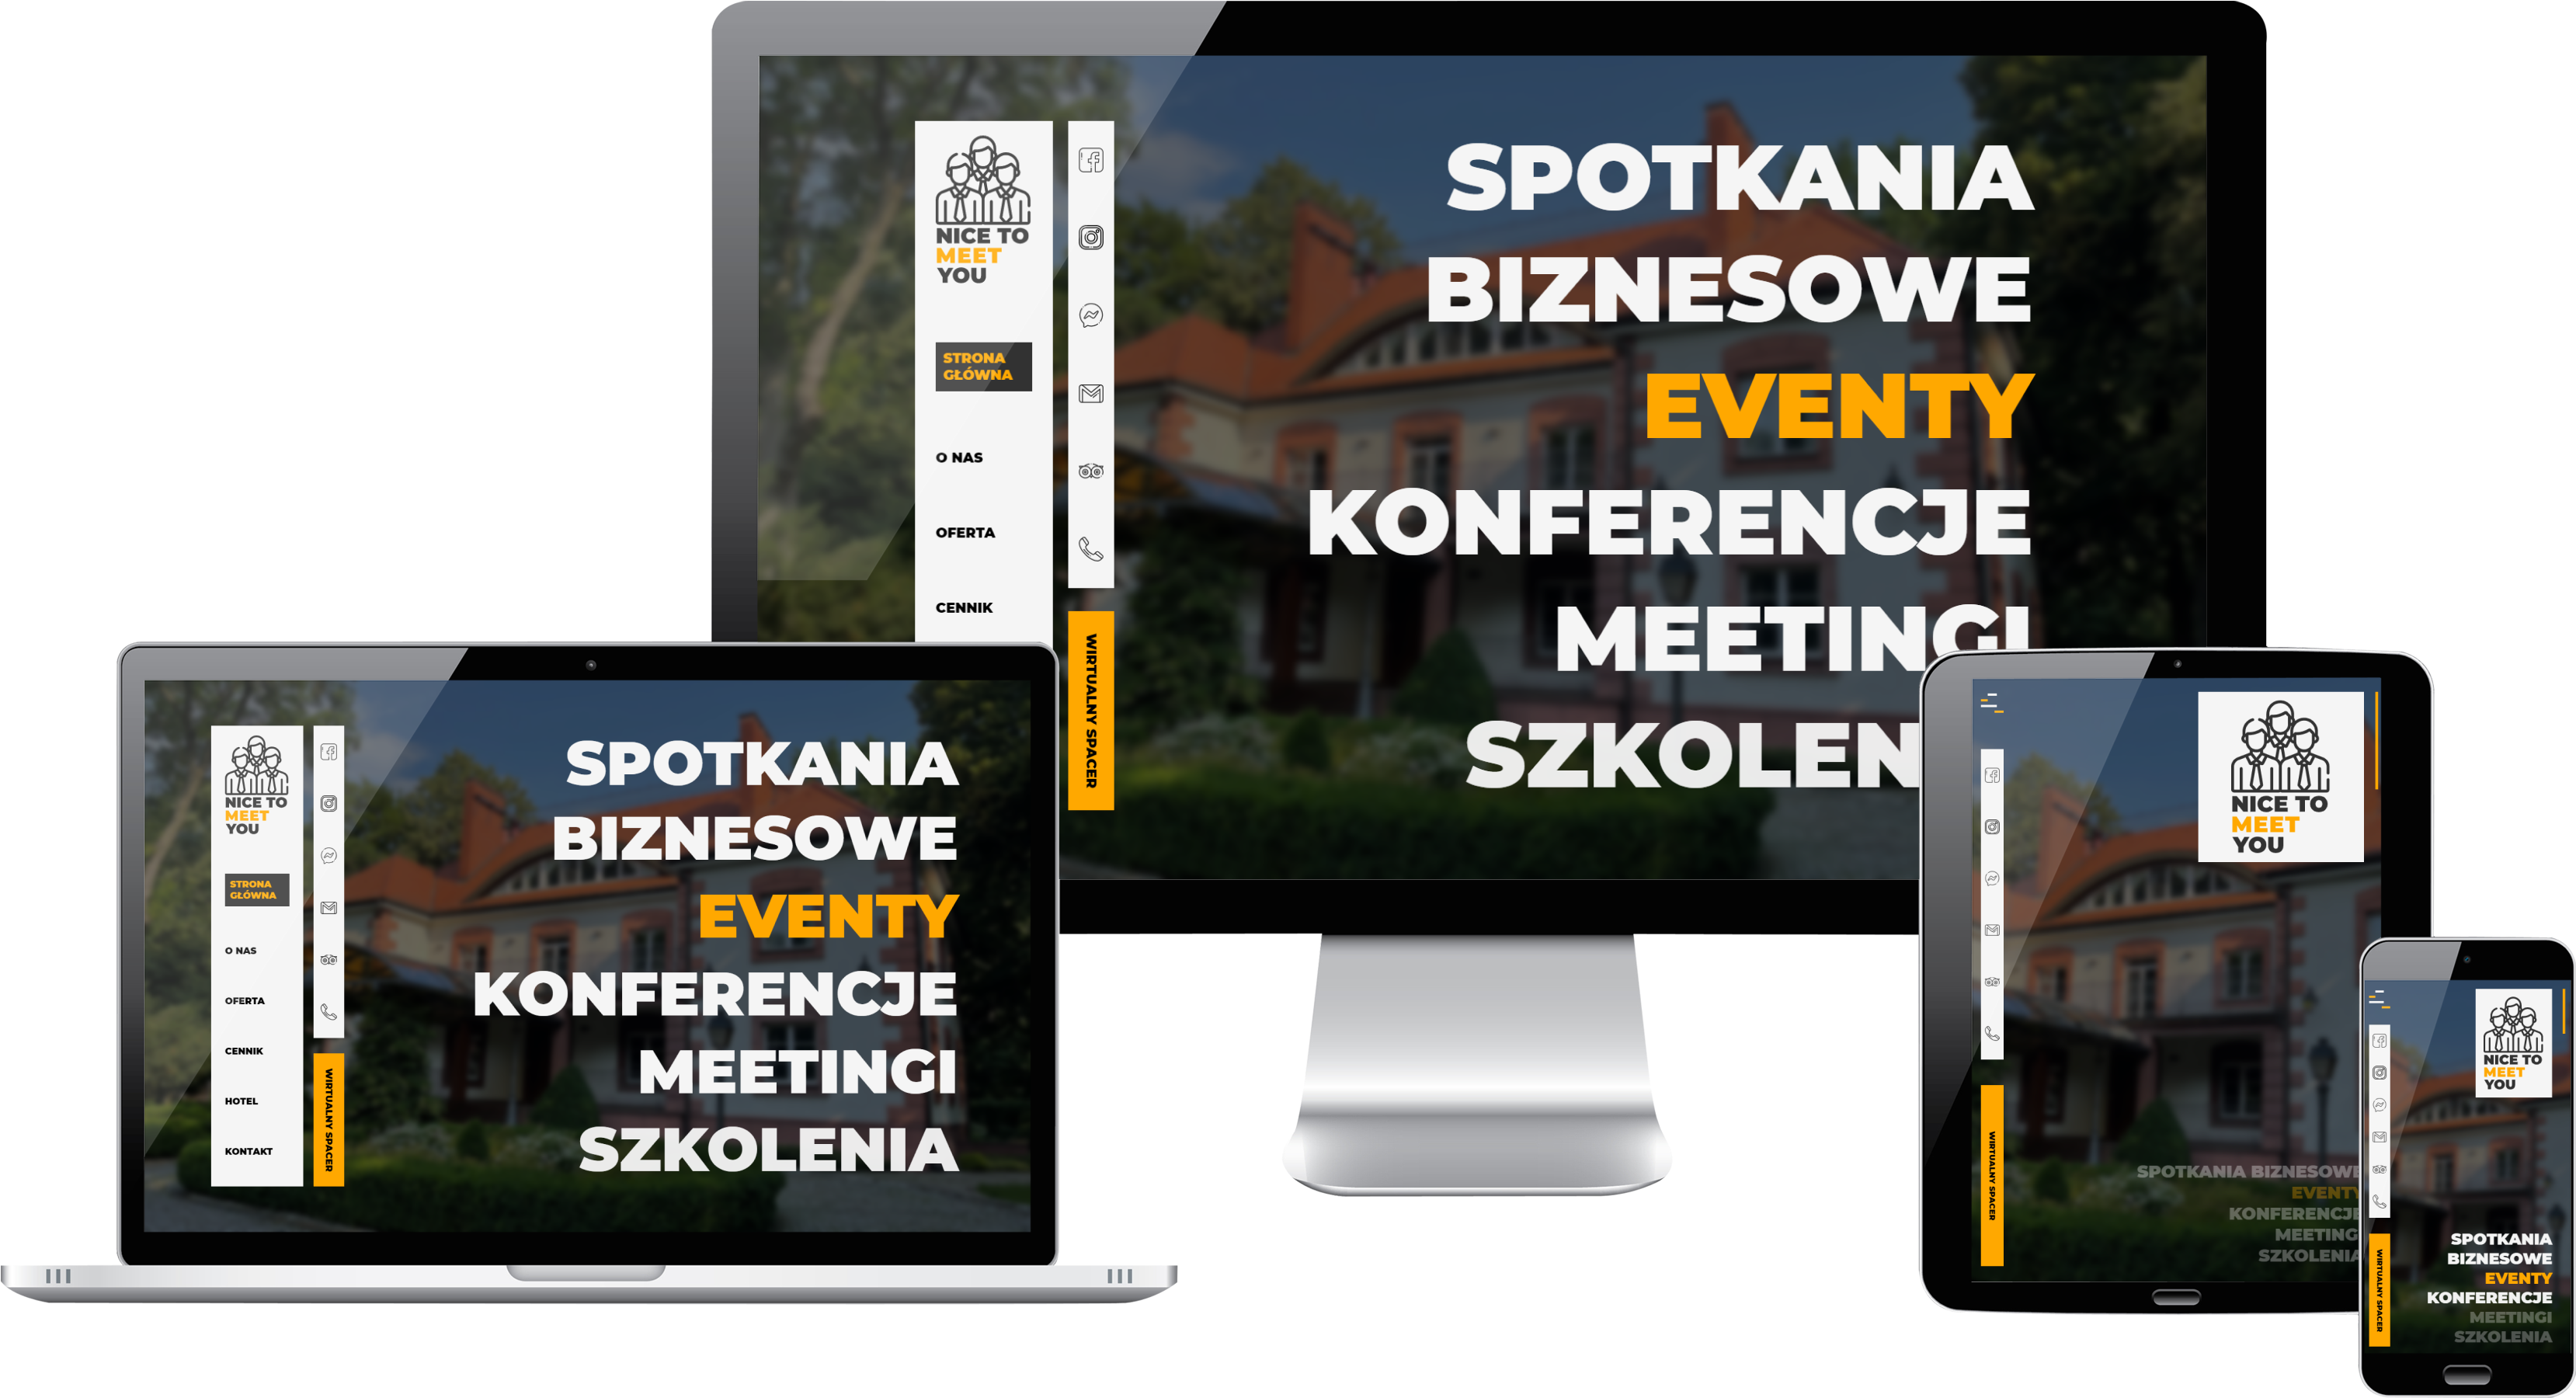 NICE TO
MEET
YOU
STRONA
GŁÓWNA
O NAS
OFERTA
CENNIK
WIRTUALNY SPACER
SPOTKANIA
BIZNESOWE
EVENTY
KONFERENCJE
MEETINGI
SZKOLEN
NICE TO
MEET
YOU
STRONA
GŁÓWNA
O NAS
OFERTA
CENNIK
HOTEL
KONTAKT
WIRTUALNY SPACER
SPOTKANIA
BIZNESOWE
EVENTY
KONFERENCJE
MEETINGI
SZKOLENIA
NICE TO
MEET
YOU
WIRTUALNY SPACER
SPOTKANIA BIZNESOWE
EVENTY
KONFERENCJE
MEETING
SZKOLENIA
NICE TO
MEET
YOU
WIRTUALNY SPACER
SPOTKANIA
BIZNESOWE
EVENTY
KONFERENCJE
MEETINGI
SZKOLENIA